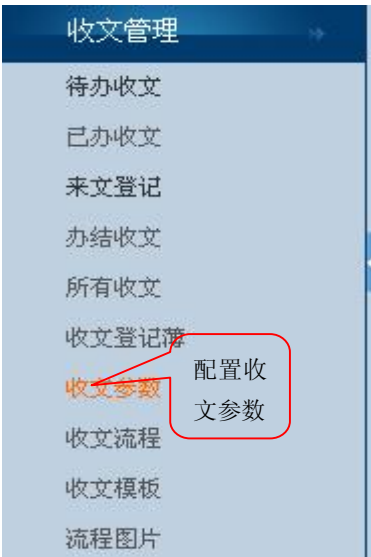 收文管理
待办收文
已办收文
来文登记
办结收文
所有收文
收文登记薄
收文参数
配置收
文参数
收文流程
收文模板
流程图片